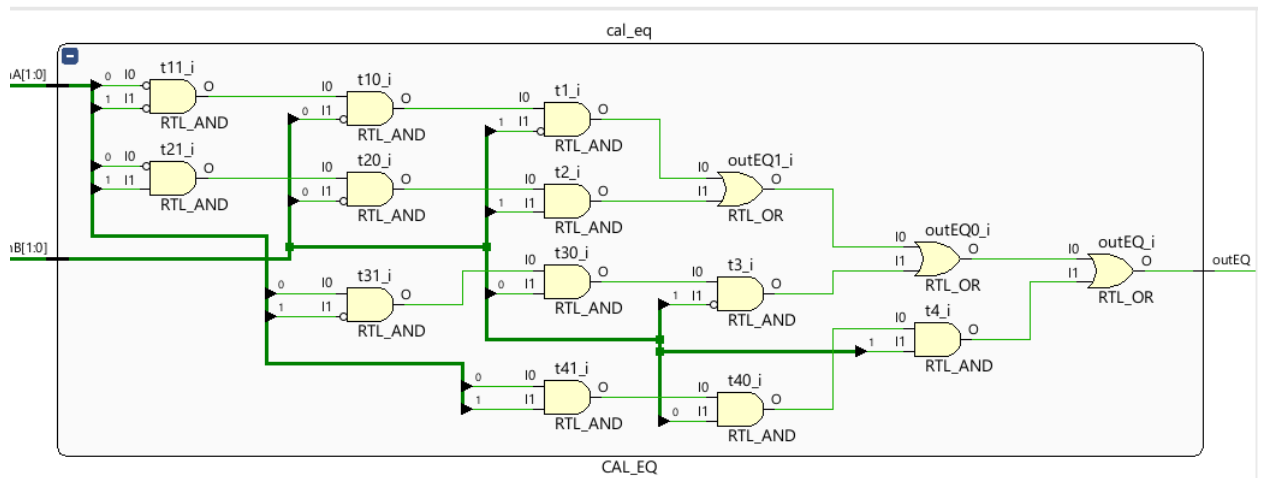 cal_eq
A[1:0]
0 I0 t11_i O
1 I1
RTL_AND
I0 t10_i O
0 I1
RTL_AND
I0 t1_i O
1 I1
RTL_AND
0 I0 t21_i O
1 I1
RTL_AND
I0 t20_i O
0 I1
RTL_AND
I0 t2_i O
1 I1
RTL_AND
I0 outEQ1_i O
I1
RTL_OR
B[1:0]
0 I0 t31_i O
1 I1
RTL_AND
I0 t30_i O
0 I1
RTL_AND
I0 t3_i O
1 I1
RTL_AND
I0 outEQ0_i O
I1
RTL_OR
I0 outEQ_i O
I1
RTL_OR
outEQ
I0 t4_i O
1 I1
RTL_AND
0 I0 t41_i O
1 I1
RTL_AND
I0 t40_i O
0 I1
RTL_AND
CAL_EQ